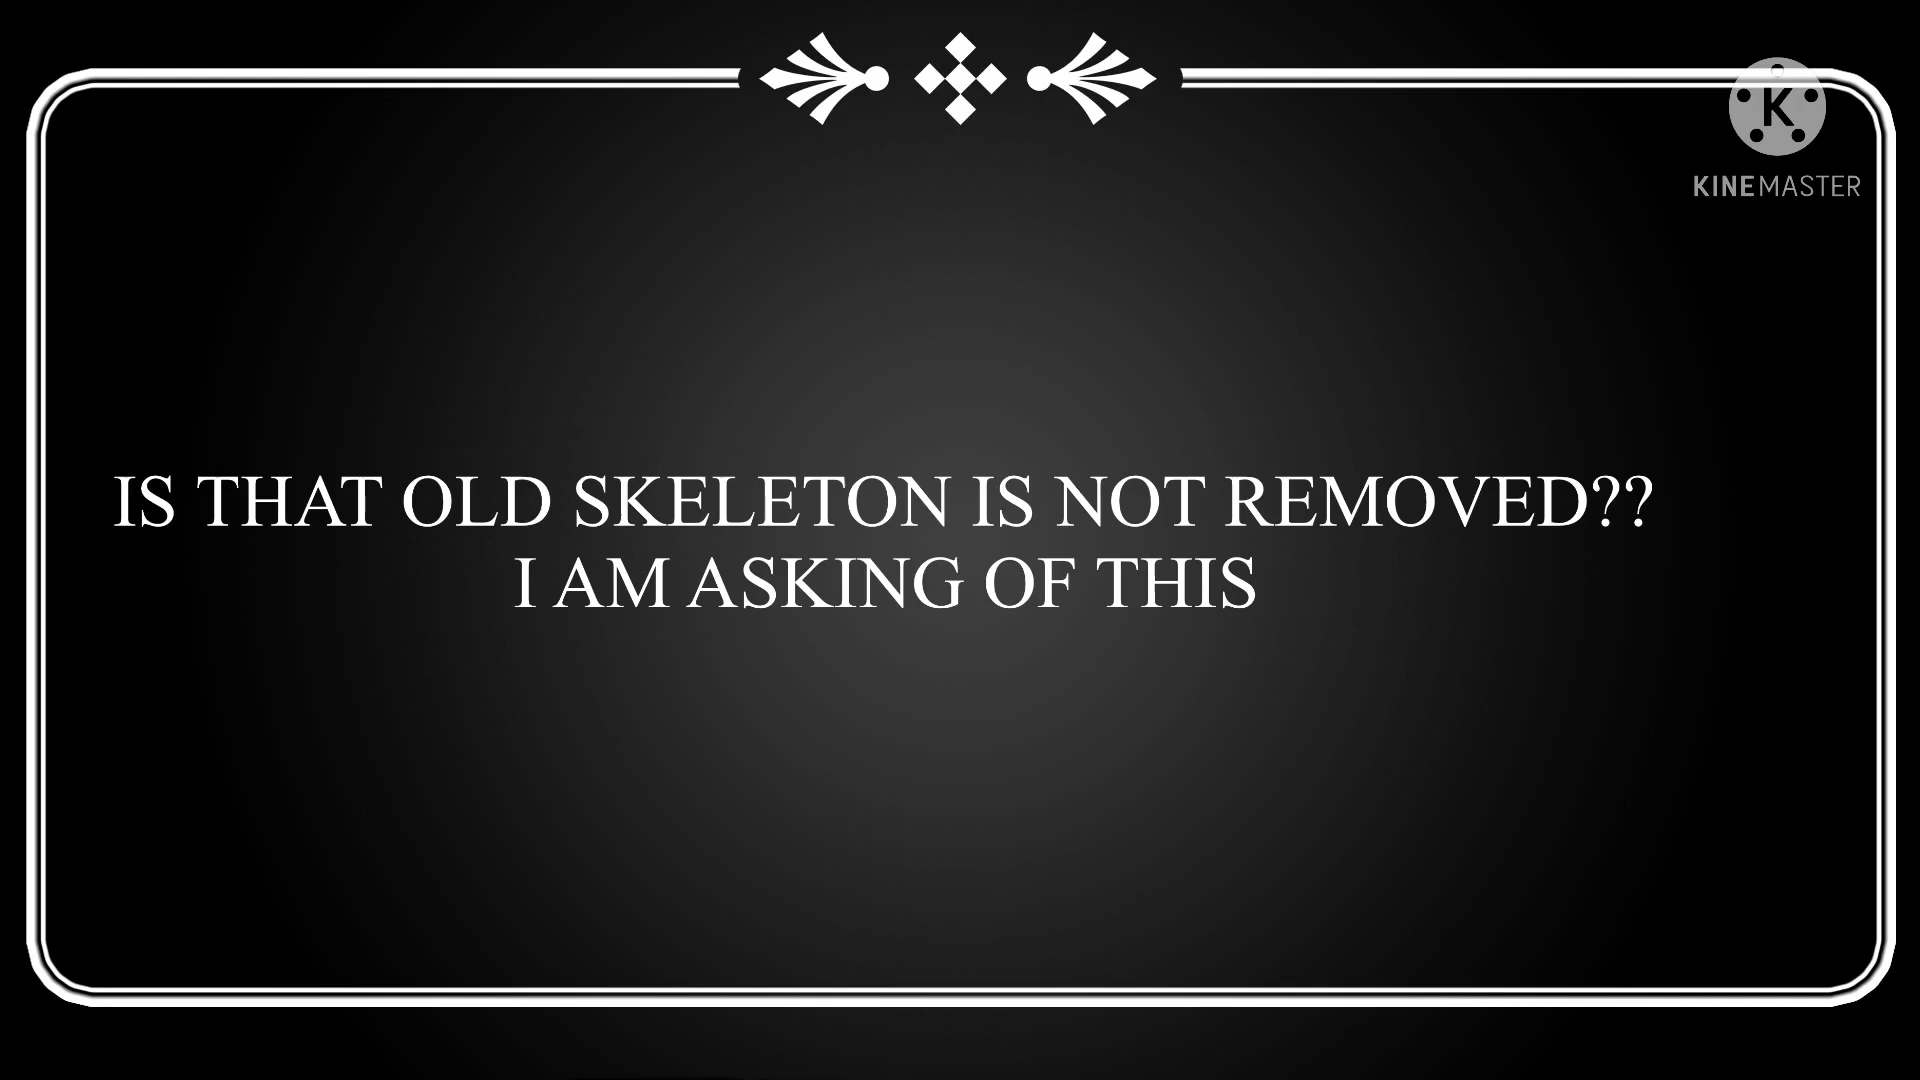 K
KINEMASTER
IS THAT OLD SKELETON IS NOT REMOVED??
I AM ASKING OF THIS